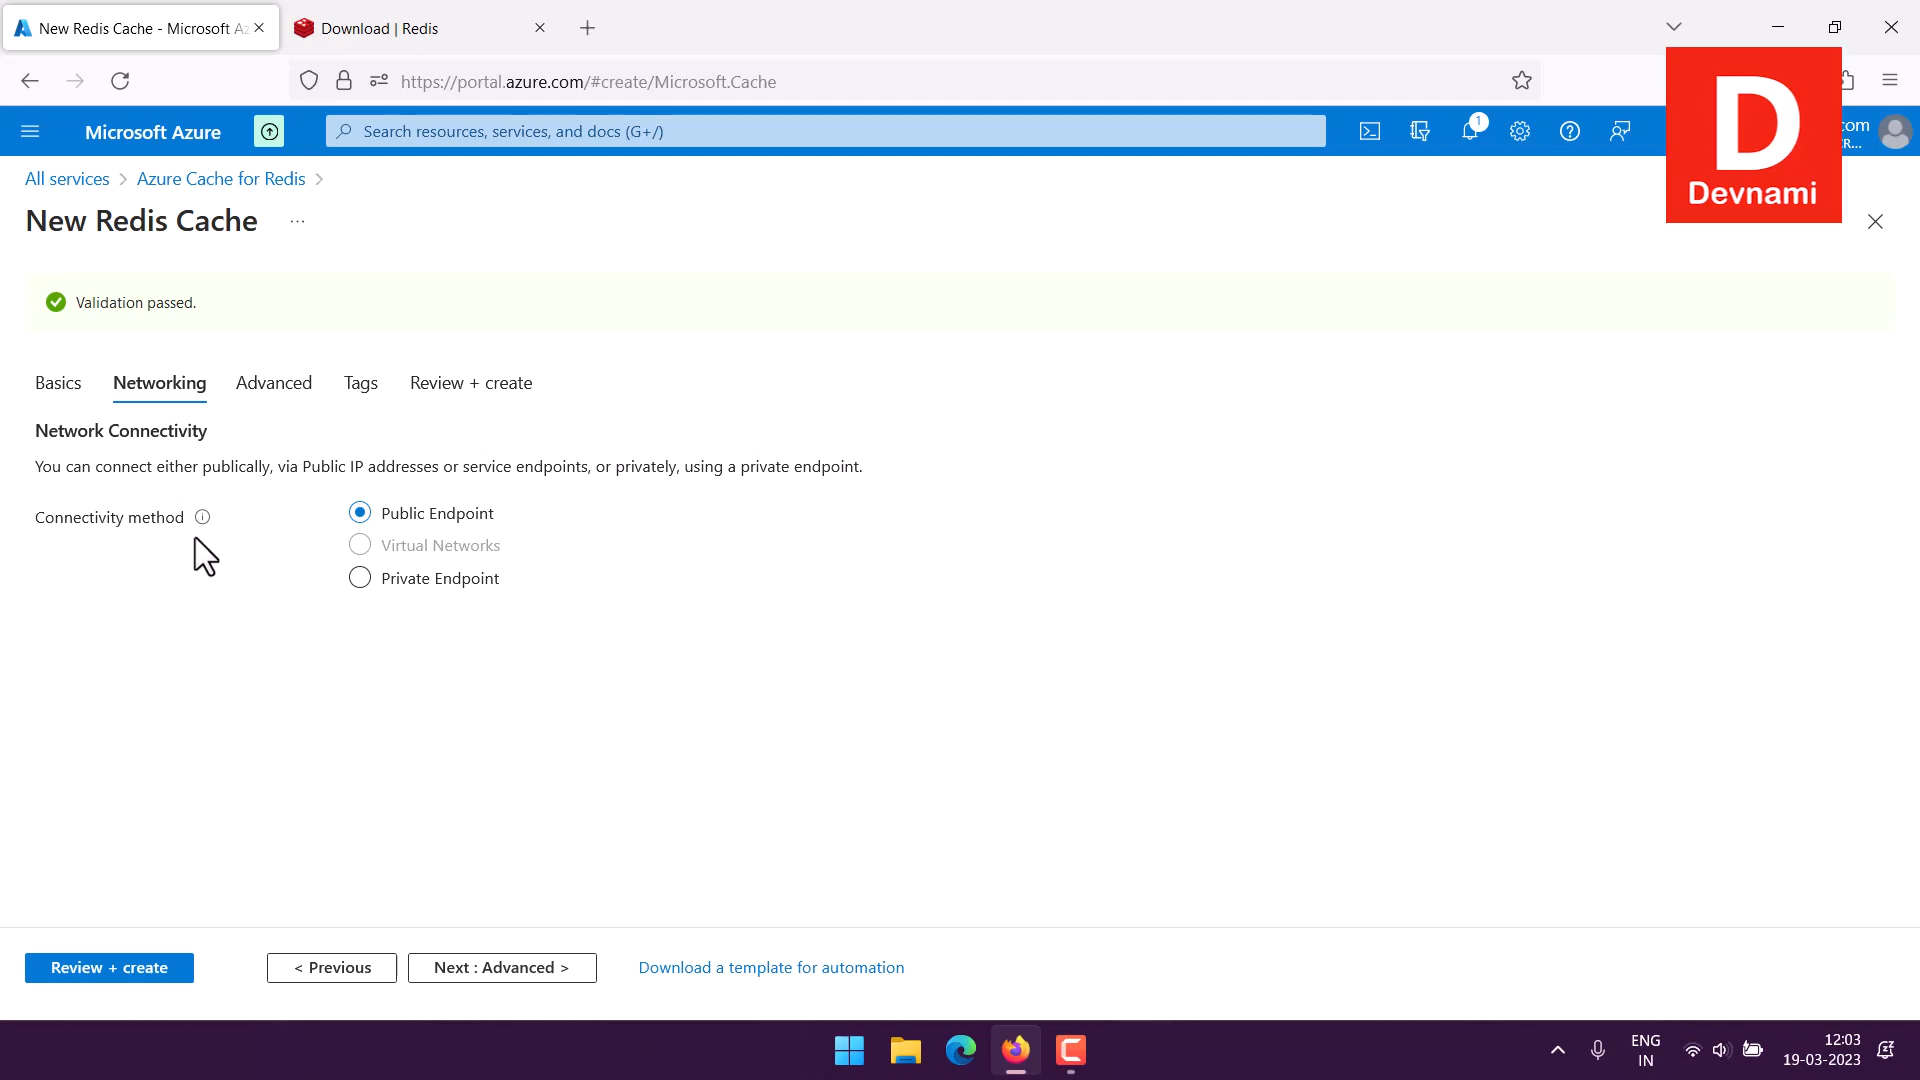 New Redis Cache - Microsoft Az
Download | Redis
https://portal.azure.com/#create/Microsoft.Cache
Microsoft Azure
Search resources, services, and docs (G+/)
1
com
R...
D
Devnami
All services > Azure Cache for Redis >
New Redis Cache ...
Validation passed.
Basics Networking Advanced Tags Review + create
Network Connectivity
You can connect either publically, via Public IP addresses or service endpoints, or privately, using a private endpoint.
Connectivity method
Public Endpoint
Virtual Networks
Private Endpoint
Review + create
< Previous
Next : Advanced >
Download a template for automation
ENG
IN
12:03
19-03-2023